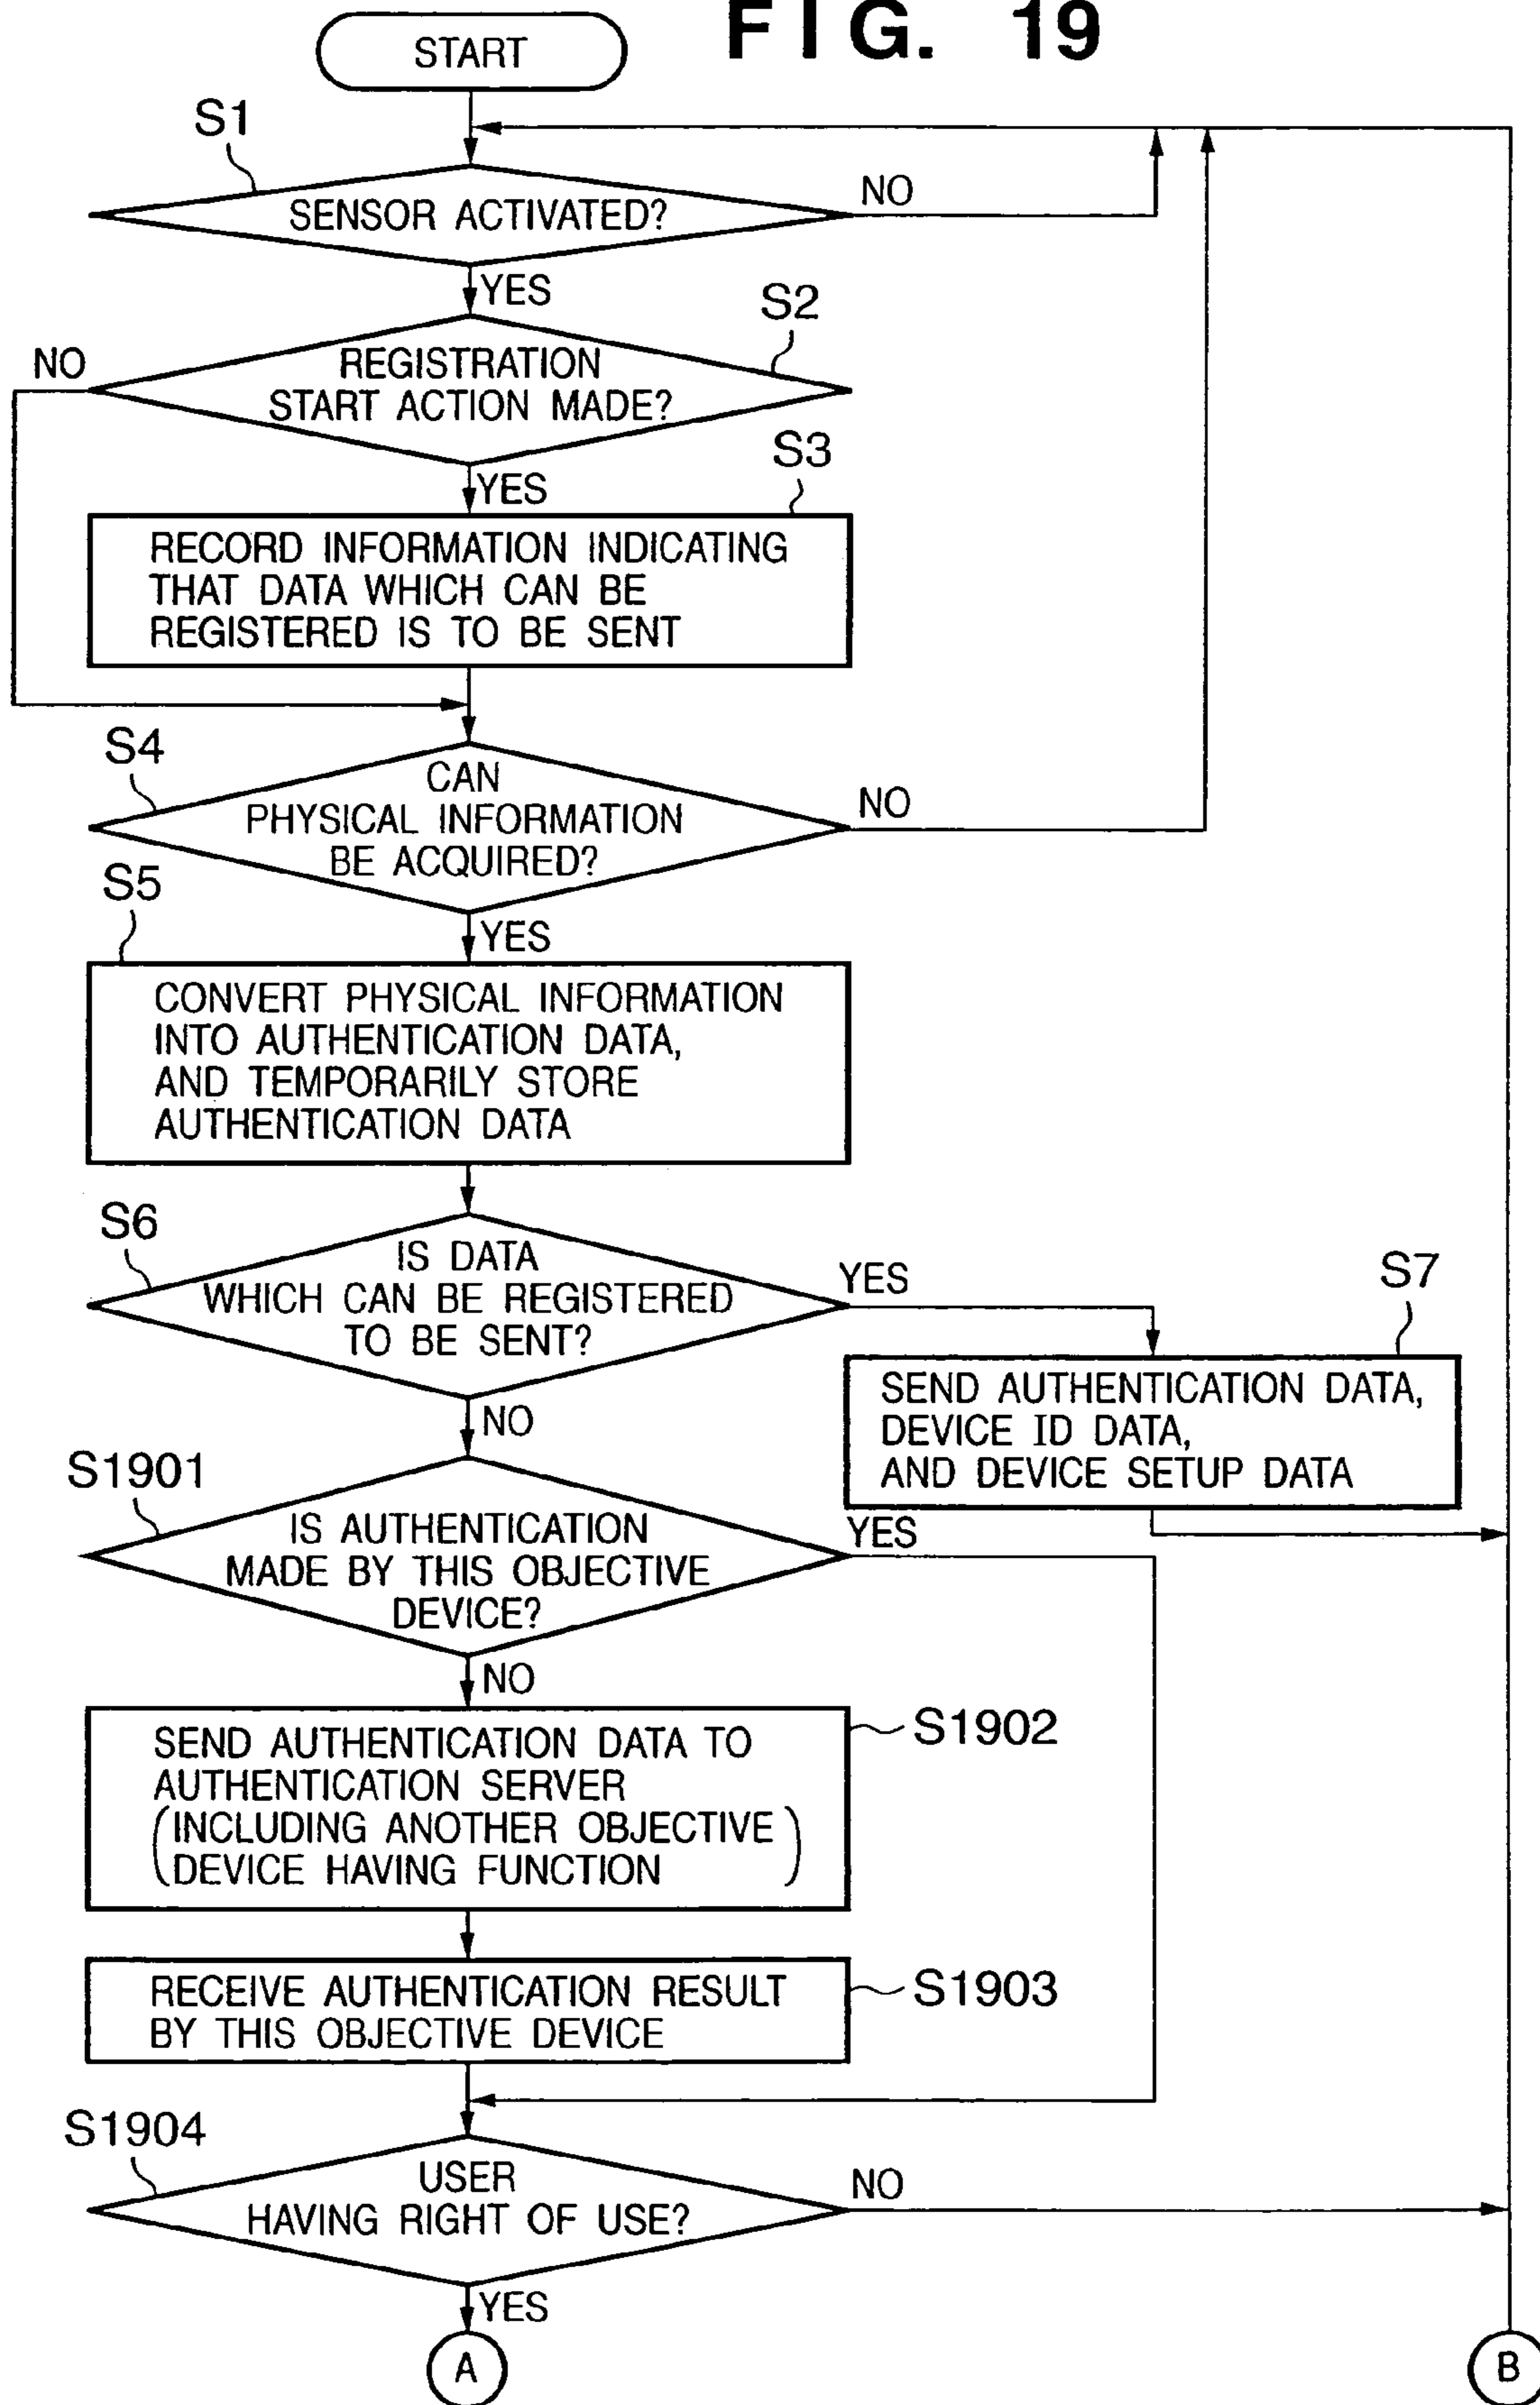 FIG. 19
START
S1
SENSOR ACTIVATED?
NO
YES
S2
NO
REGISTRATION
START ACTION MADE?
S3
YES
RECORD INFORMATION INDICATING
THAT DATA WHICH CAN BE
REGISTERED IS TO BE SENT
S4
CAN
PHYSICAL INFORMATION
BE ACQUIRED?
NO
S5
YES
CONVERT PHYSICAL INFORMATION
INTO AUTHENTICATION DATA,
AND TEMPORARILY STORE
AUTHENTICATION DATA
S6
IS DATA
WHICH CAN BE REGISTERED
TO BE SENT?
YES
S7
SEND AUTHENTICATION DATA,
DEVICE ID DATA,
AND DEVICE SETUP DATA
NO
S1901
IS AUTHENTICATION
MADE BY THIS OBJECTIVE
DEVICE?
YES
NO
SEND AUTHENTICATION DATA TO
AUTHENTICATION SERVER
(INCLUDING ANOTHER OBJECTIVE
DEVICE HAVING FUNCTION)
S1902
RECEIVE AUTHENTICATION RESULT
BY THIS OBJECTIVE DEVICE
S1903
S1904
USER
HAVING RIGHT OF USE?
NO
YES
A
B